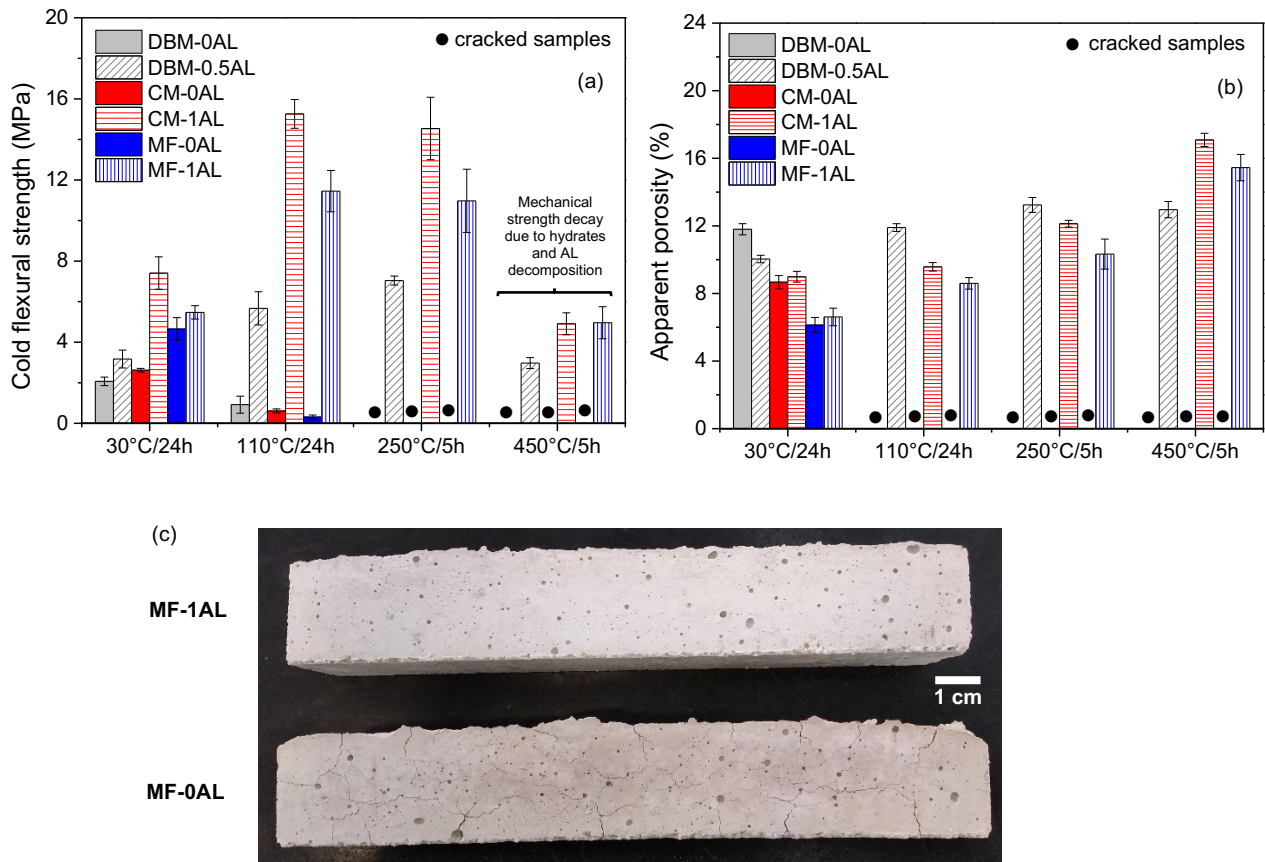 Cold flexural strength (MPa)
20
16
12
8
4
0
DBM-0AL
DBM-0.5AL
CM-0AL
CM-1AL
MF-0AL
MF-1AL
cracked samples
(a)
Mechanical
strength decay
due to hydrates
and AL
decomposition
30°C/24h 110°C/24h 250°C/5h 450°C/5h
Apparent porosity (%)
24
20
16
12
8
4
0
DBM-0AL
DBM-0.5AL
CM-0AL
CM-1AL
MF-0AL
MF-1AL
cracked samples
(b)
30°C/24h 110°C/24h 250°C/5h 450°C/5h
(c)
MF-1AL
1 cm
MF-0AL